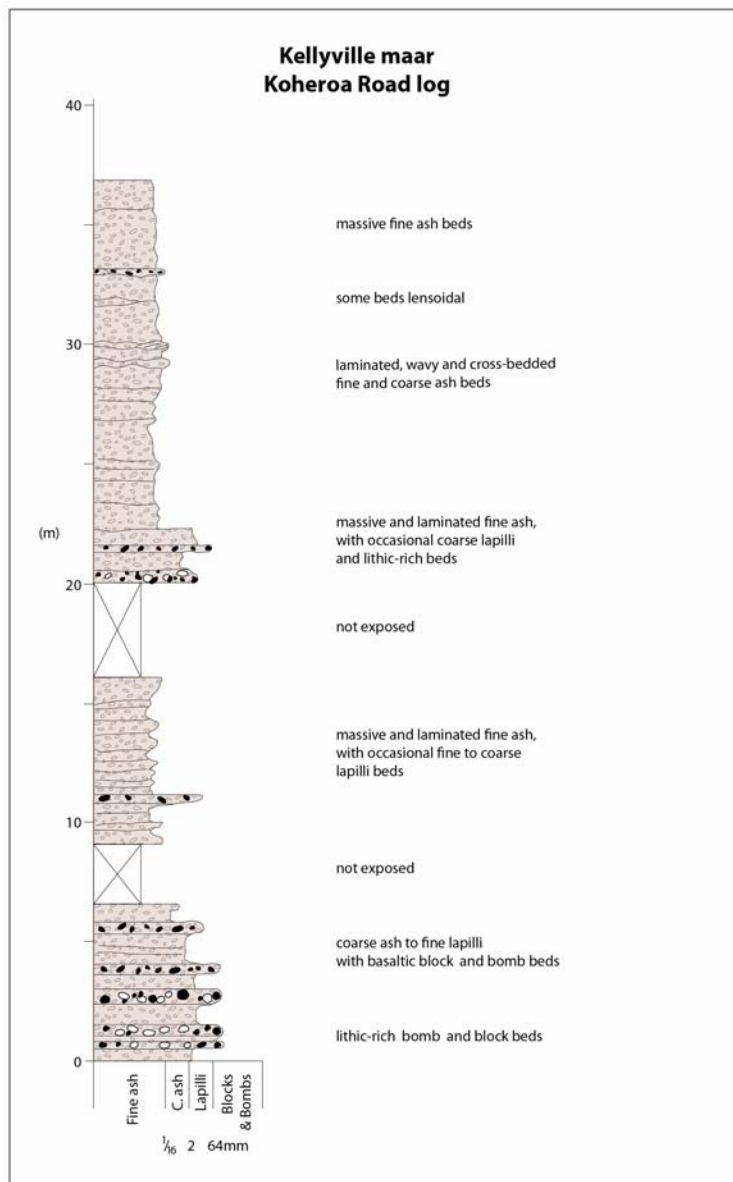 Kellyville maar
Koheroa Road log
40
massive fine ash beds
some beds lensoidal
30
laminated, wavy and cross-bedded
fine and coarse ash beds
(m)
massive and laminated fine ash,
with occasional coarse lapilli
and lithic-rich beds
20
not exposed
massive and laminated fine ash,
with occasional fine to coarse
lapilli beds
10
not exposed
coarse ash to fine lapilli
with basaltic block and bomb beds
lithic-rich bomb and block beds
0
Fine ash
C. ash
Lapilli
Blocks
& Bombs
1/16 2 64mm